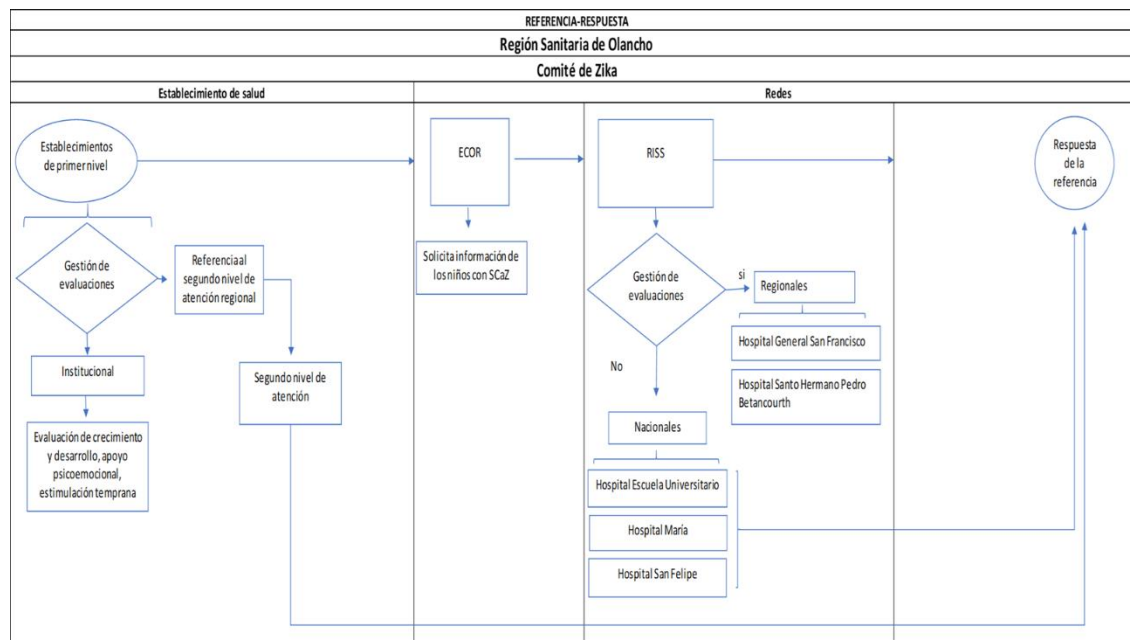 REFERENCIA-RESPUESTA
Región Sanitaria de Olancho
Comité de Zika
Establecimiento de salud
Redes
Establecimientos
de primer nivel
ECOR
RISS
Respuesta
de la
referencia
Gestión de
evaluaciones
Referencia al
segundo nivel de
atención regional
Solicita información de
los niños con SCaZ
Gestión de
evaluaciones
si
Regionales
Hospital General San Francisco
Hospital Santo Hermano Pedro
Betancourth
No
Institucional
Segundo nivel de
atención
Evaluación de crecimiento
y desarrollo, apoyo
psicoemocional,
estimulación temprana
Nacionales
Hospital Escuela Universitario
Hospital María
Hospital San Felipe